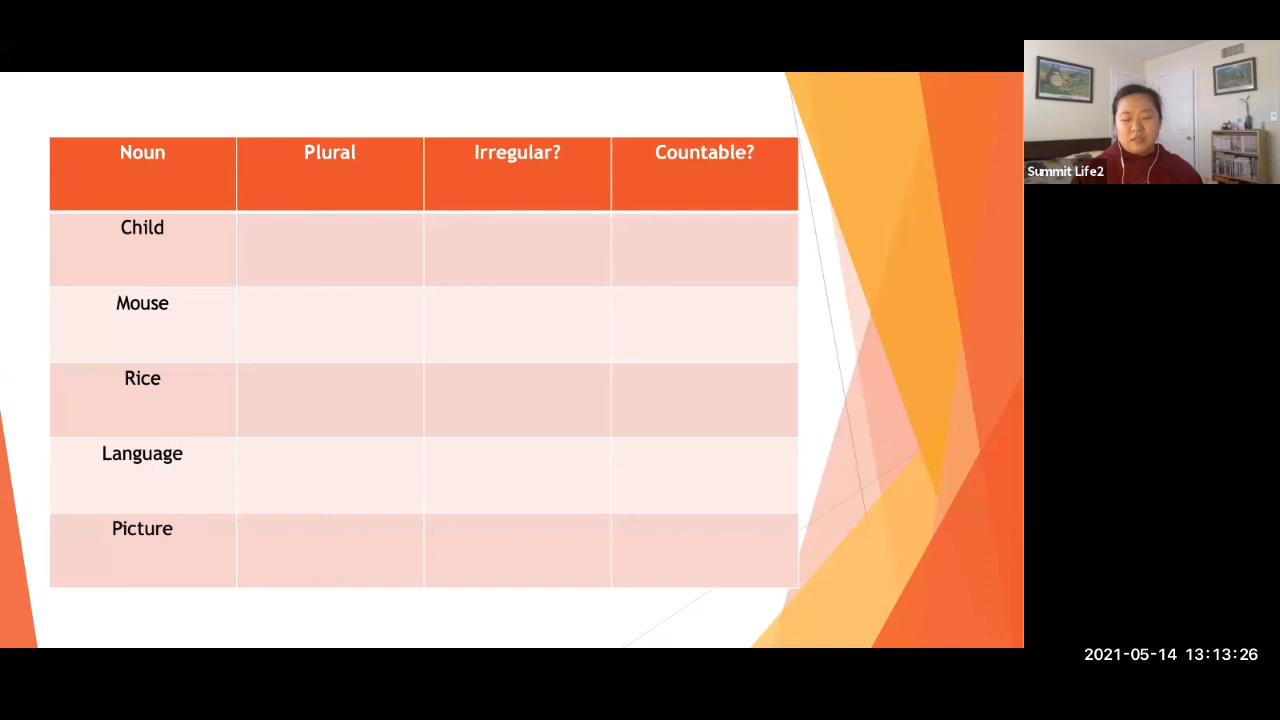 Noun Plural Irregular? Countable?
Child
Mouse
Rice
Language
Picture
Summit Life2
2021-05-14 13:13:26